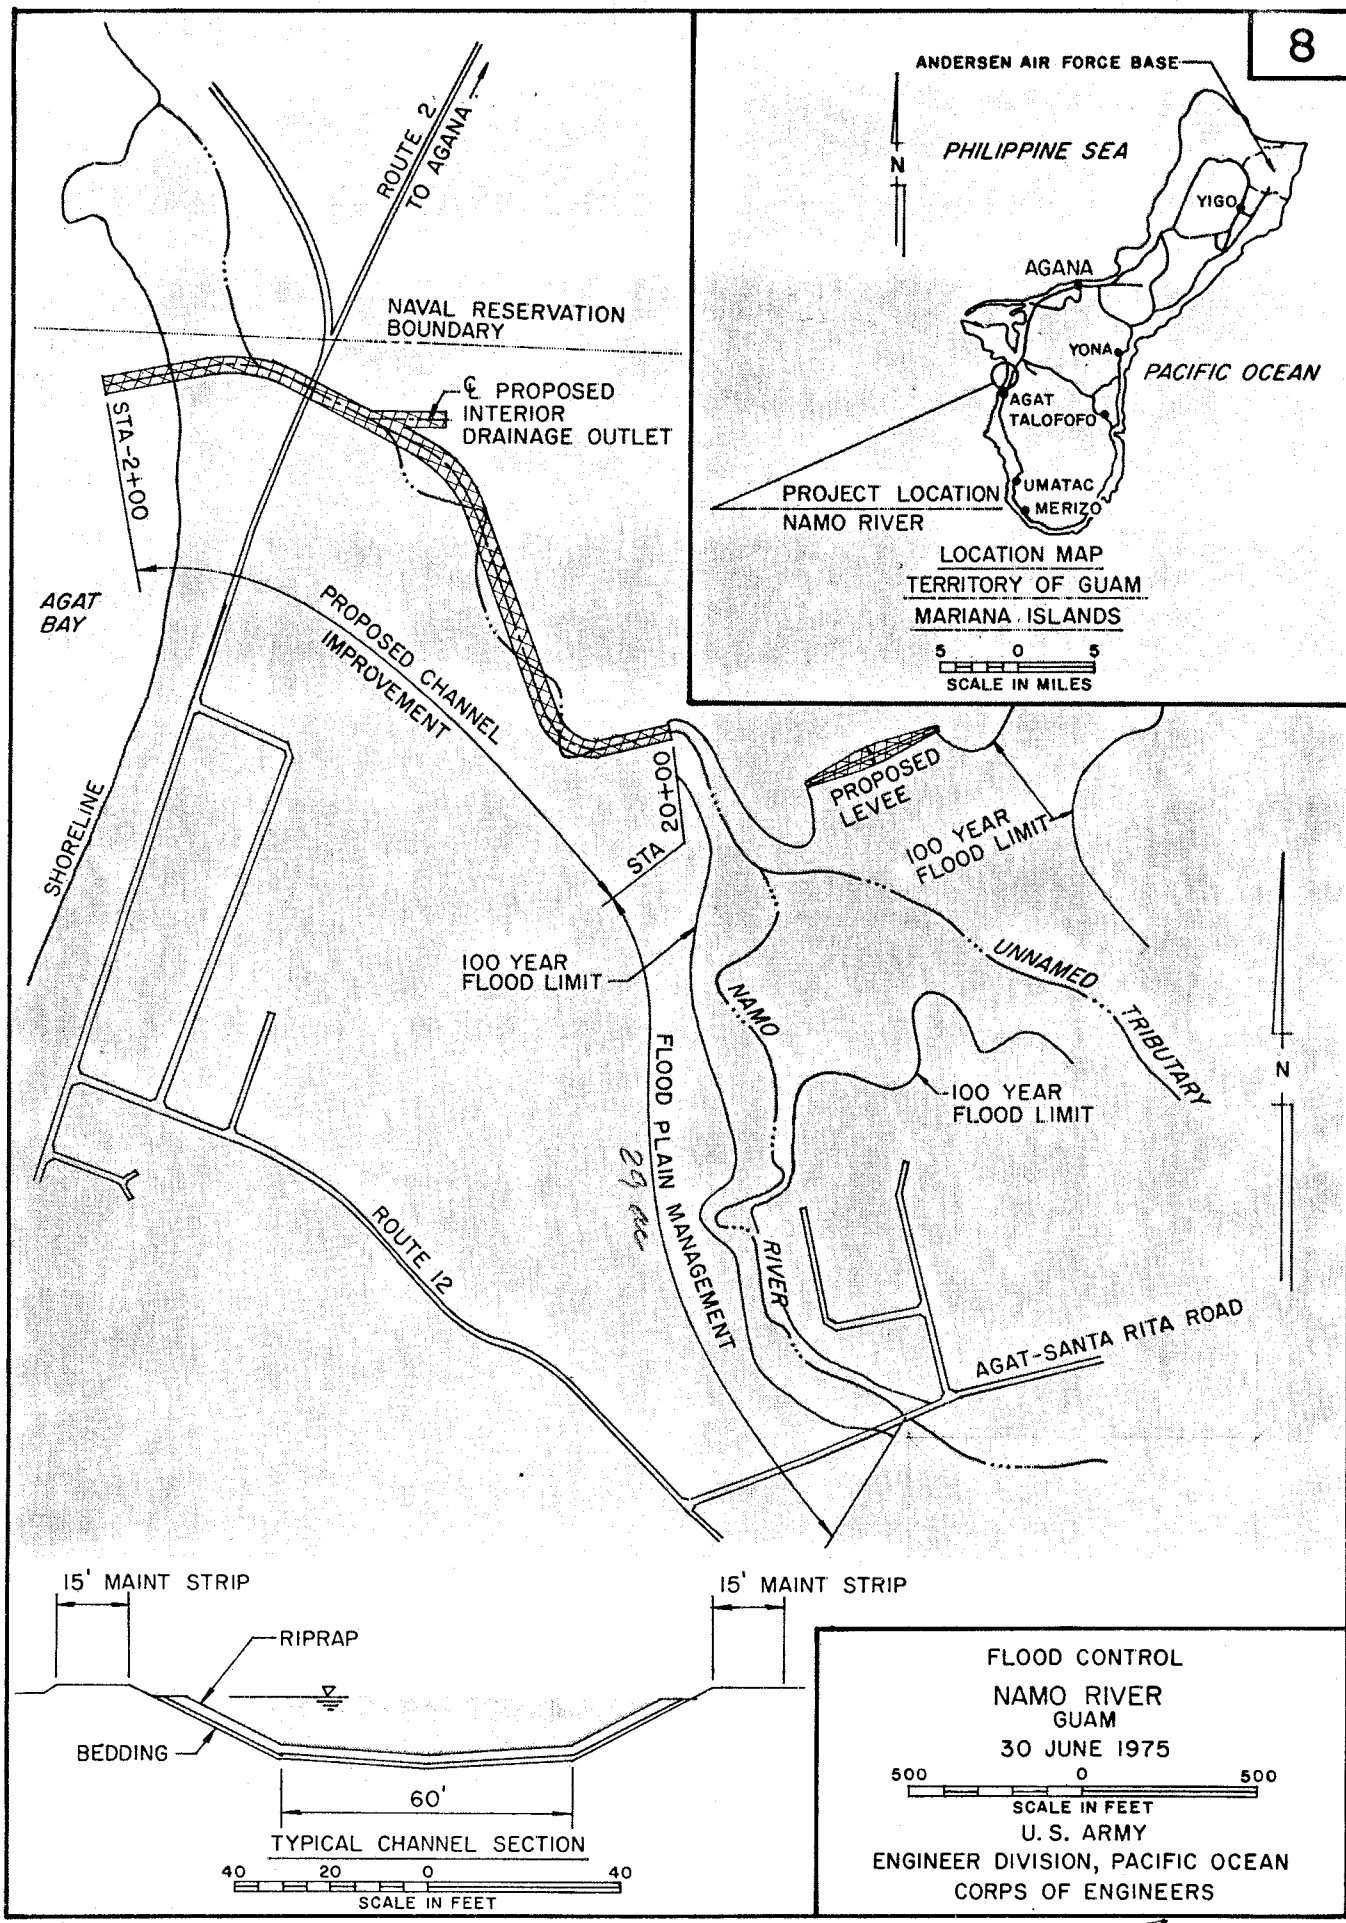 8
ANDERSEN AIR FORCE BASE
PHILIPPINE SEA
N
YIGO
AGANA
YONA
PACIFIC OCEAN
AGAT
TALOFOFO
UMATAC
MERIZO
PROJECT LOCATION
NAMO RIVER
LOCATION MAP
TERRITORY OF GUAM
MARIANA ISLANDS
5 0 5
SCALE IN MILES
ROUTE 2
TO AGANA
NAVAL RESERVATION
BOUNDARY
℄ PROPOSED
INTERIOR
DRAINAGE OUTLET
STA-2+00
AGAT
BAY
PROPOSED CHANNEL
IMPROVEMENT
SHORELINE
STA 20+00
PROPOSED
LEVEE
100 YEAR
FLOOD LIMIT
100 YEAR
FLOOD LIMIT
UNNAMED TRIBUTARY
NAMO RIVER
100 YEAR
FLOOD LIMIT
N
FLOOD PLAIN MANAGEMENT
29 ac
ROUTE 12
AGAT-SANTA RITA ROAD
15' MAINT STRIP
15' MAINT STRIP
RIPRAP
BEDDING
60'
TYPICAL CHANNEL SECTION
40 20 0 40
SCALE IN FEET
FLOOD CONTROL
NAMO RIVER
GUAM
30 JUNE 1975
500 0 500
SCALE IN FEET
U.S. ARMY
ENGINEER DIVISION, PACIFIC OCEAN
CORPS OF ENGINEERS